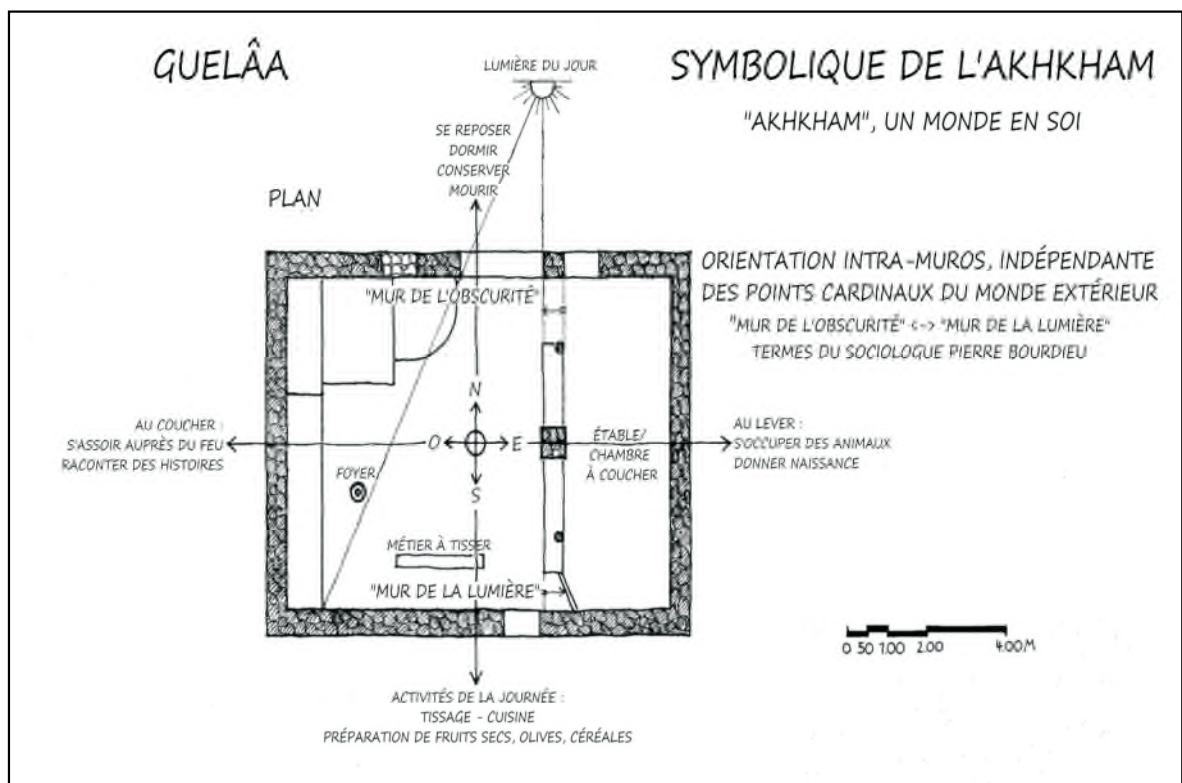 GUELÂA
SYMBOLIQUE DE L'AKHKHAM
"AKHKHAM", UN MONDE EN SOI
LUMIÈRE DU JOUR
SE REPOSER
DORMIR
CONSERVER
MOURIR
PLAN
ORIENTATION INTRA-MUROS, INDÉPENDANTE
DES POINTS CARDINAUX DU MONDE EXTÉRIEUR
"MUR DE L'OBSCURITÉ" <-> "MUR DE LA LUMIÈRE"
TERMES DU SOCIOLOGUE PIERRE BOURDIEU
"MUR DE L'OBSCURITÉ"
N
O
E
S
AU COUCHER :
S'ASSOIR AUPRÈS DU FEU
RACONTER DES HISTOIRES
ÉTABLE/
CHAMBRE
À COUCHER
AU LEVER :
S'OCCUPER DES ANIMAUX
DONNER NAISSANCE
FOYER
MÉTIER À TISSER
"MUR DE LA LUMIÈRE"
0 50 1.00 2.00 4.00 M
ACTIVITÉS DE LA JOURNÉE :
TISSAGE - CUISINE
PRÉPARATION DE FRUITS SECS, OLIVES, CÉRÉALES